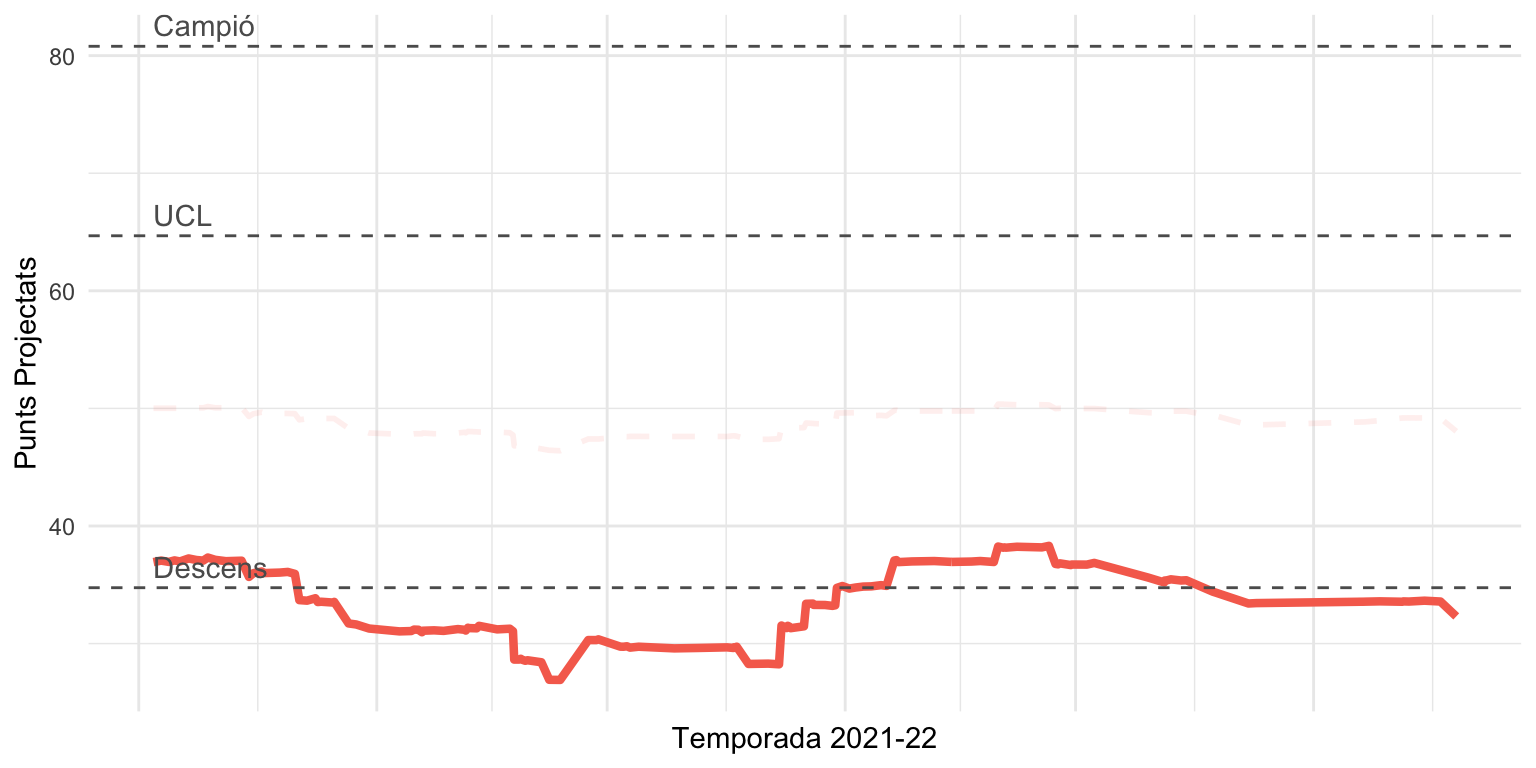 Campió
80
UCL
60
Punts Projectats
40
Descens
Temporada 2021-22